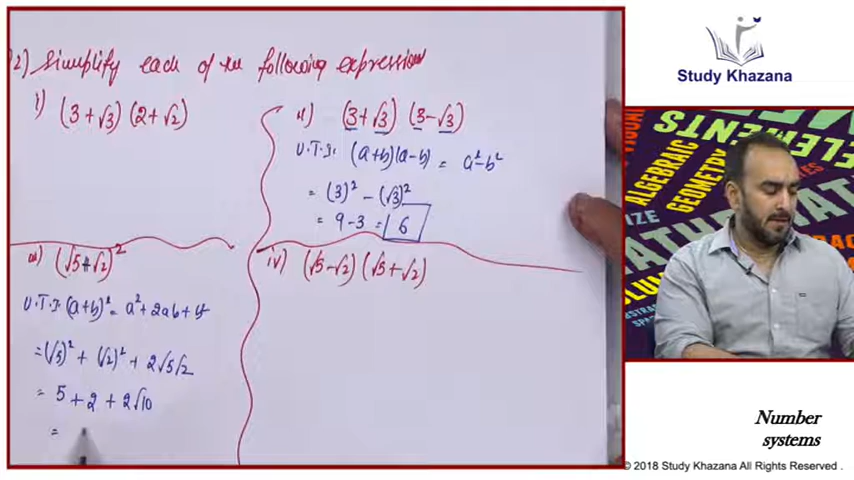 2) Simplify each of the following expression
i) (3+√3) (2+√2)
ii) (3+√3) (3-√3)
U.T.I: (a+b)(a-b) = a²-b²
= (3)² - (√3)²
= 9-3 = 6
iii) (√5+√2)²
U.T.I: (a+b)² = a²+2ab+b²
= (√5)² + (√2)² + 2√5√2
= 5 + 2 + 2√10
=
iv) (√5-√2) (√5+√2)
Study Khazana
ALGEBRAIC
GEOMETRY
ELEMENTS
MATHEMAT
Number
systems
© 2018 Study Khazana All Rights Reserved .